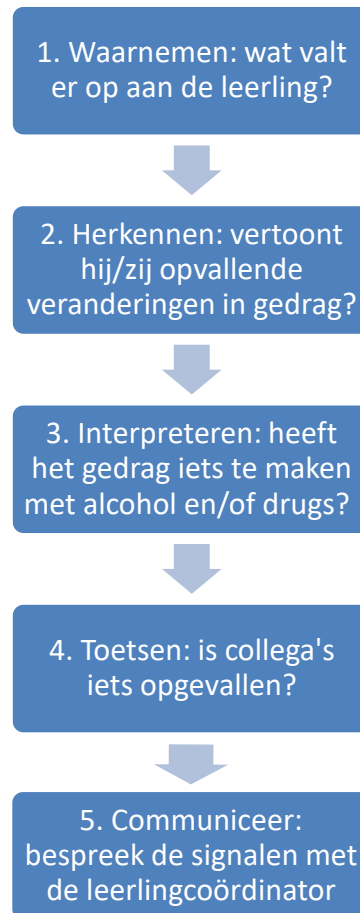 1. Waarnemen: wat valt
er op aan de leerling?
2. Herkennen: vertoont
hij/zij opvallende
veranderingen in gedrag?
3. Interpreteren: heeft
het gedrag iets te maken
met alcohol en/of drugs?
4. Toetsen: is collega's
iets opgevallen?
5. Communiceer:
bespreek de signalen met
de leerlingcoördinator